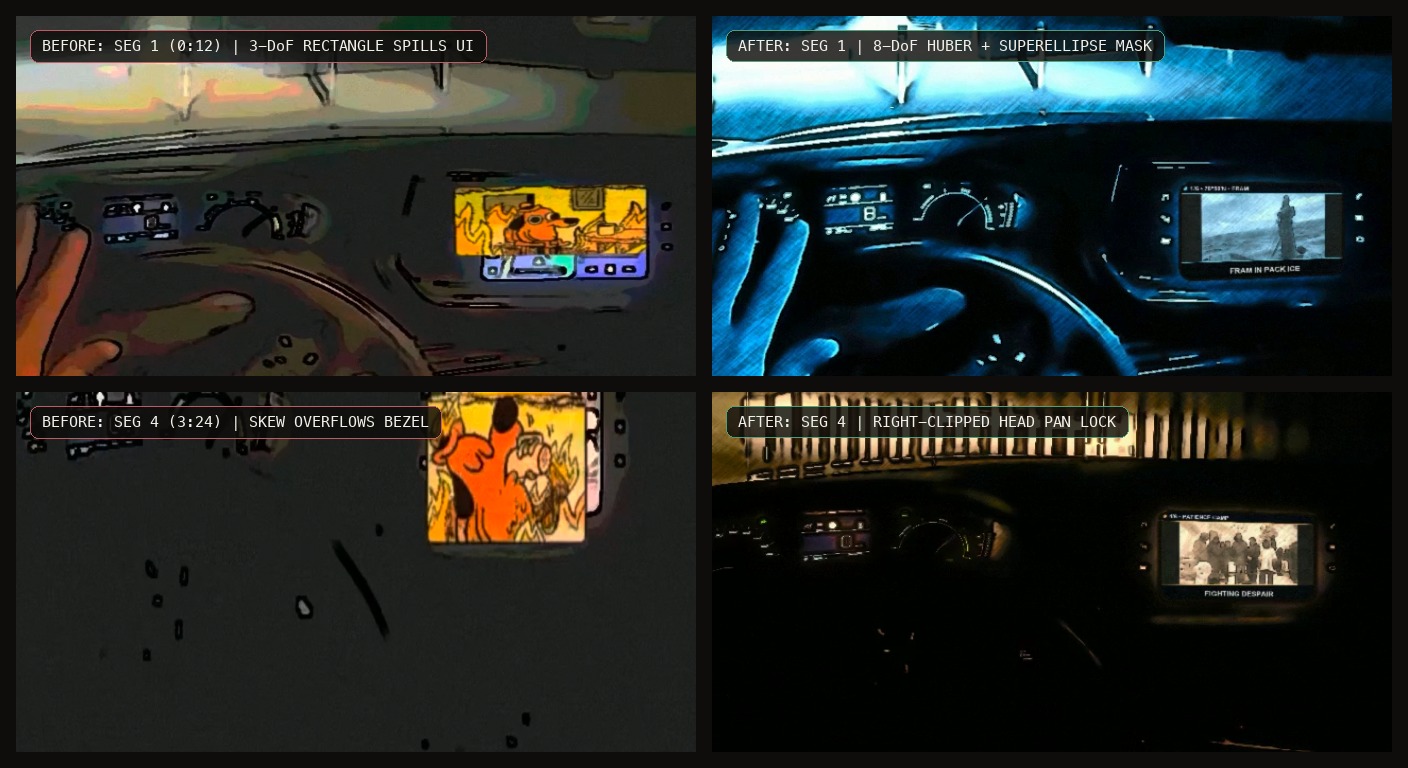 BEFORE: SEG 1 (0:12) | 3−DoF RECTANGLE SPILLS UI
AFTER: SEG 1 | 8−DoF HUBER + SUPERELLIPSE MASK
8
FRAM IN PACK ICE
BEFORE: SEG 4 (3:24) | SKEW OVERFLOWS BEZEL
AFTER: SEG 4 | RIGHT−CLIPPED HEAD PAN LOCK
FIGHTING DESPAIR